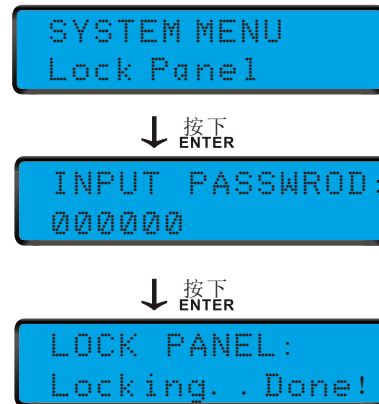 SYSTEM MENU
Lock Panel
按下
ENTER
INPUT PASSWROD:
000000
按下
ENTER
LOCK PANEL:
Locking..Done!